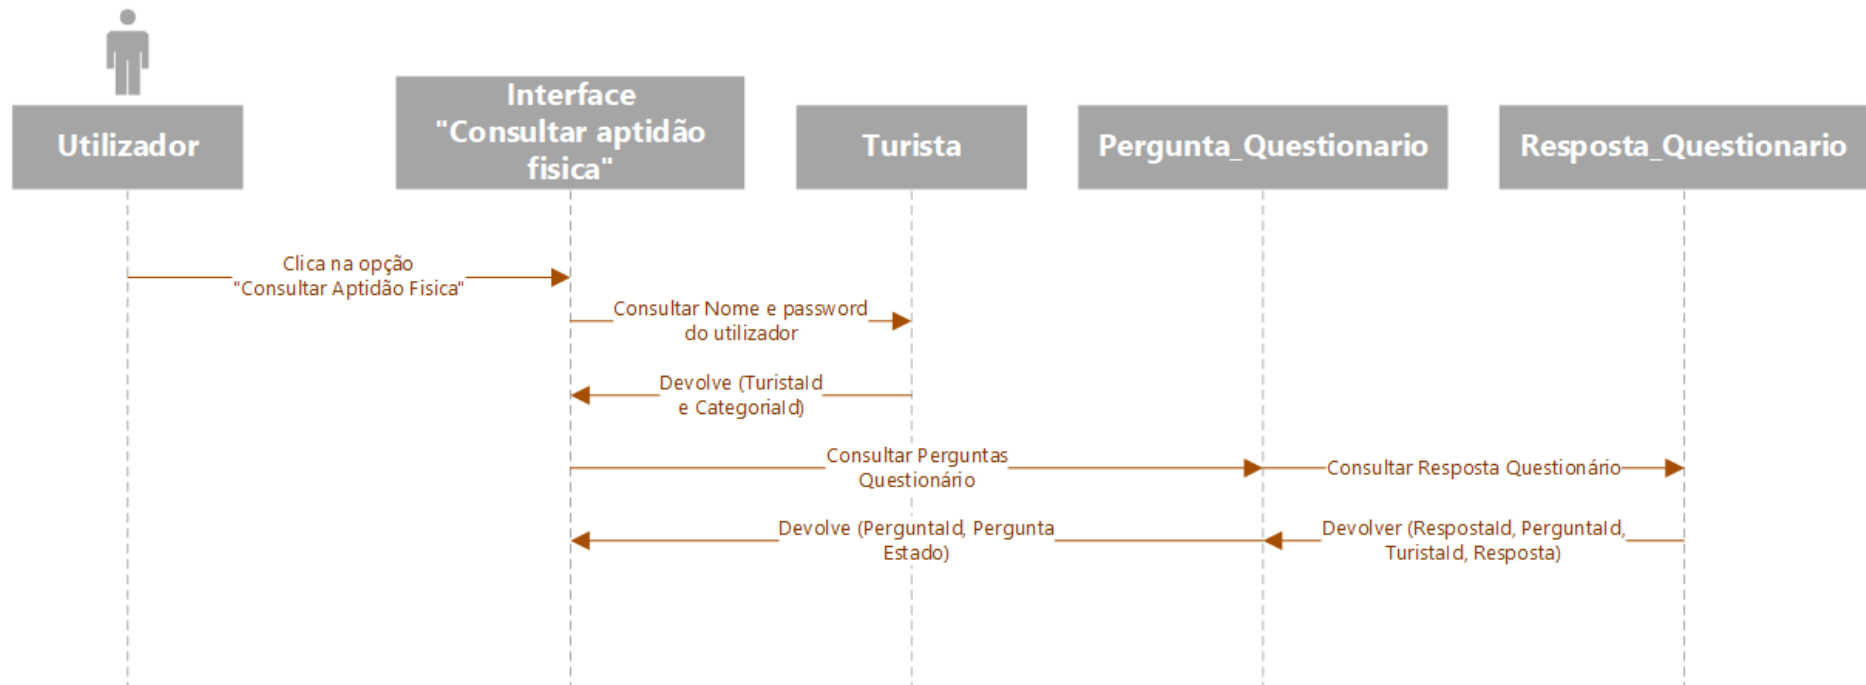 Utilizador
Interface
"Consultar aptidão
fisica"
Turista
Pergunta_Questionario
Resposta_Questionario
Clica na opção
"Consultar Aptidão Fisica"
Consultar Nome e password
do utilizador
Devolve (TuristaId
e CategoriaId)
Consultar Perguntas
Questionário
Consultar Resposta Questionário
Devolve (PerguntaId, Pergunta
Estado)
Devolver (RespostaId, PerguntaId,
TuristaId, Resposta)